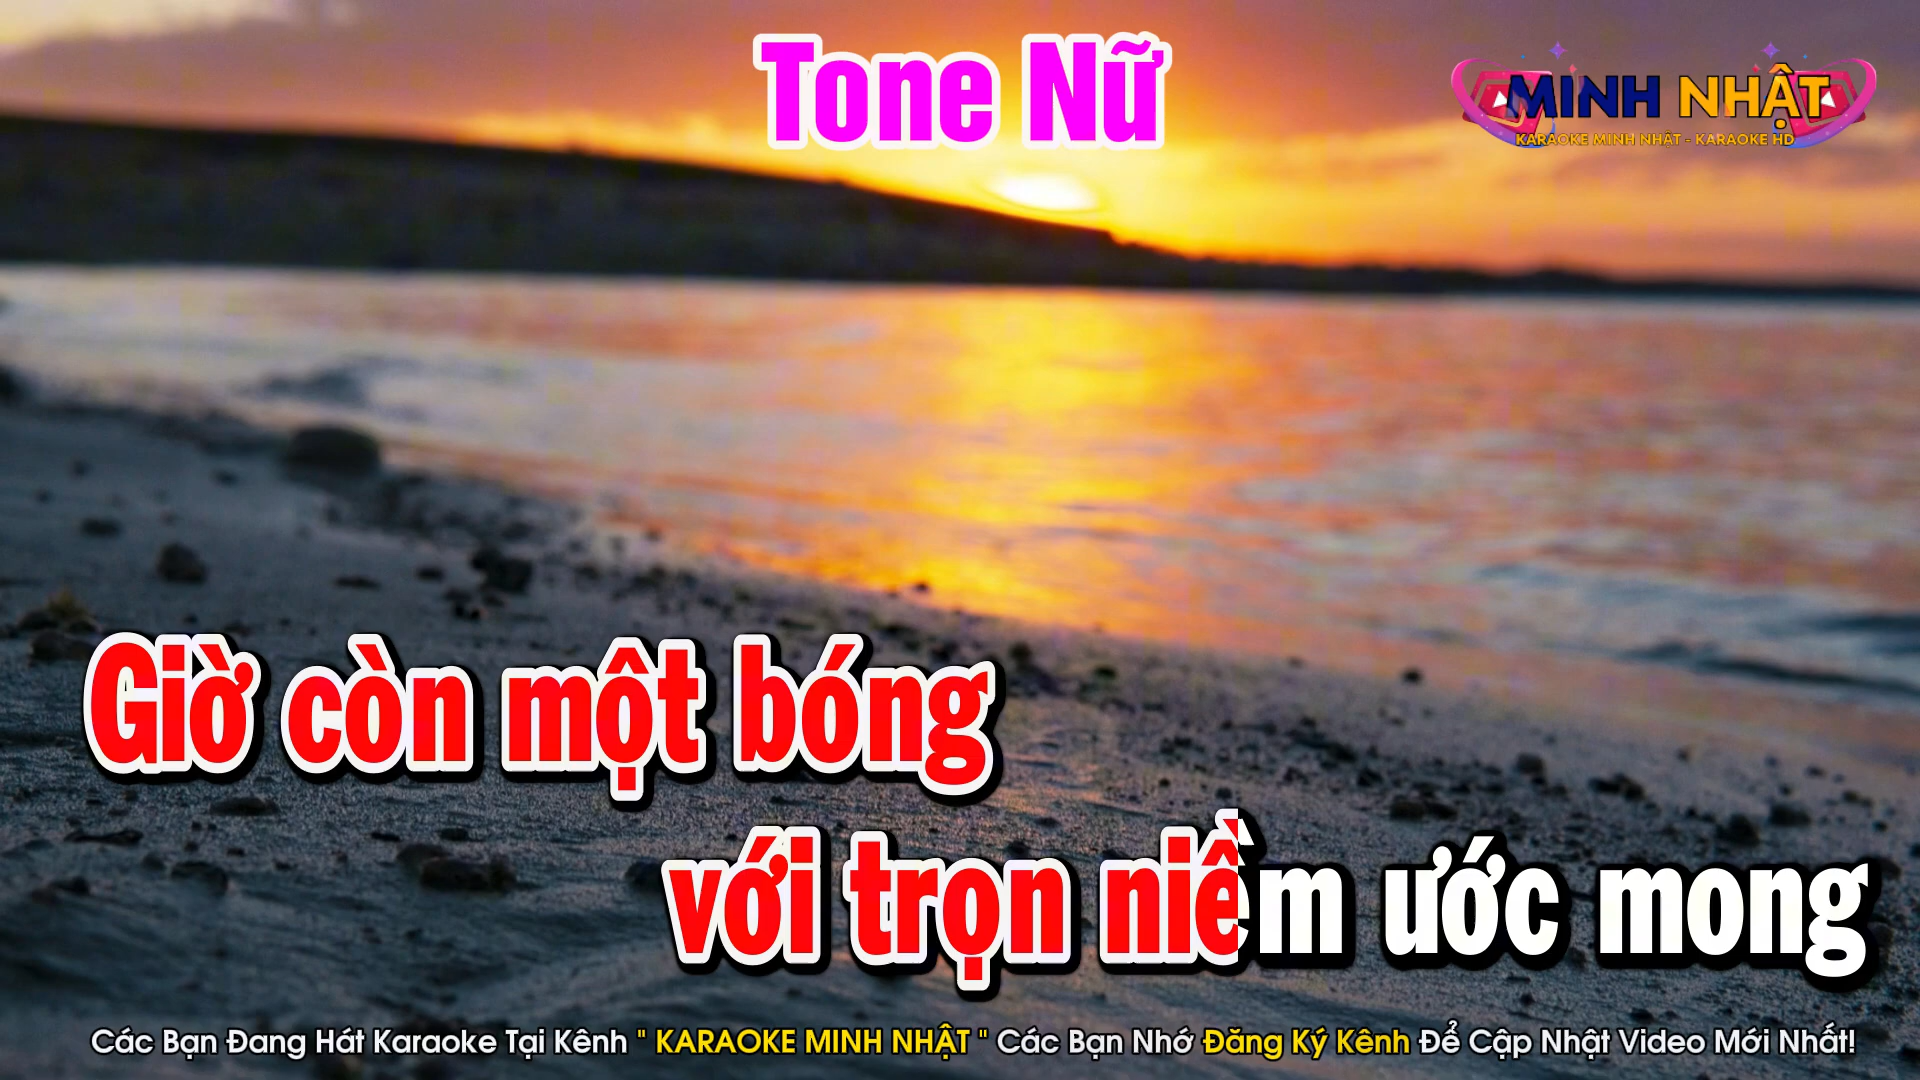 Tone Nữ
MINH NHẬT
KARAOKE MINH NHẬT - KARAOKE HD
Giờ còn một bóng
với trọn niềm ước mong
Các Bạn Đang Hát Karaoke Tại Kênh " KARAOKE MINH NHẬT " Các Bạn Nhớ Đăng Ký Kênh Để Cập Nhật Video Mới Nhất!